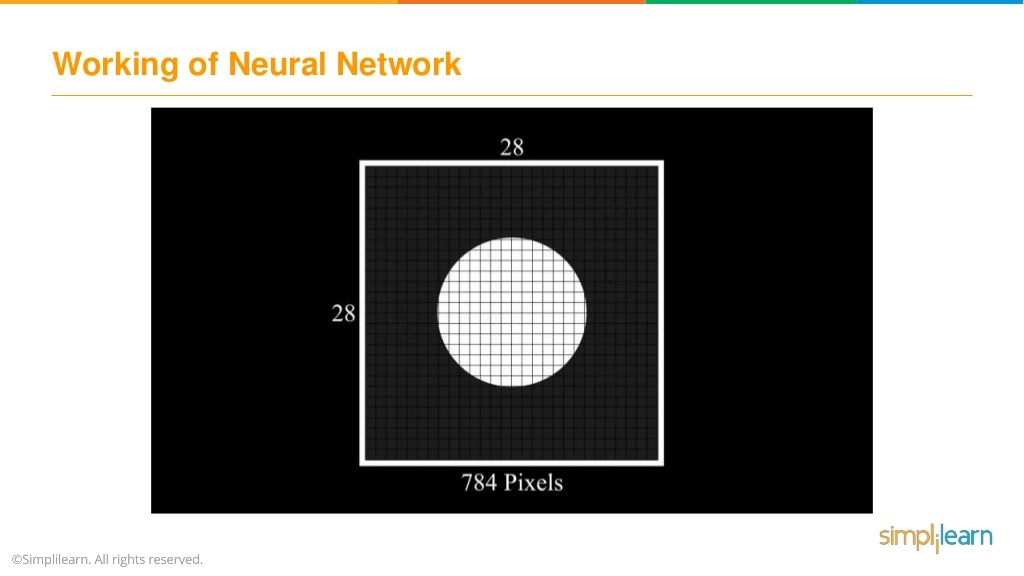 Working of Neural Network
28
28
784 Pixels
simplilearn
©Simplilearn. All rights reserved.